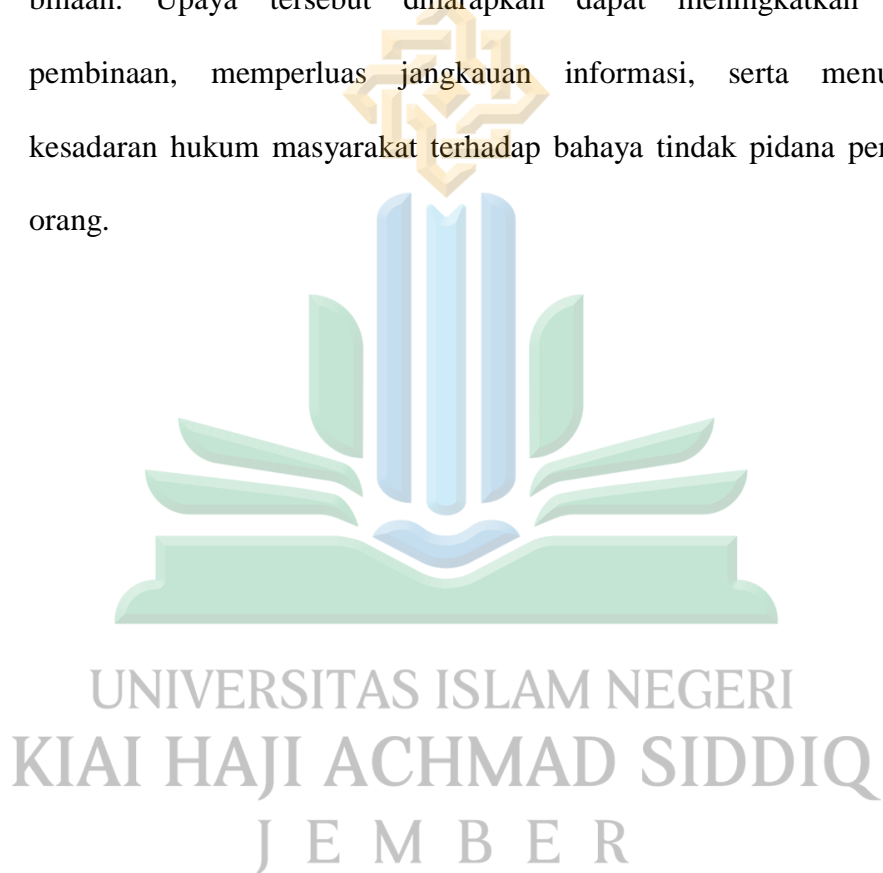 binaan. Upaya tersebut diharapkan dapat meningkatkan
pembinaan, memperluas jangkauan informasi, serta
kesadaran hukum masyarakat terhadap bahaya tindak pidana
orang.
UNIVERSITAS ISLAM NEGERI
KIAI HAJI ACHMAD SIDDIQ
JEMBER